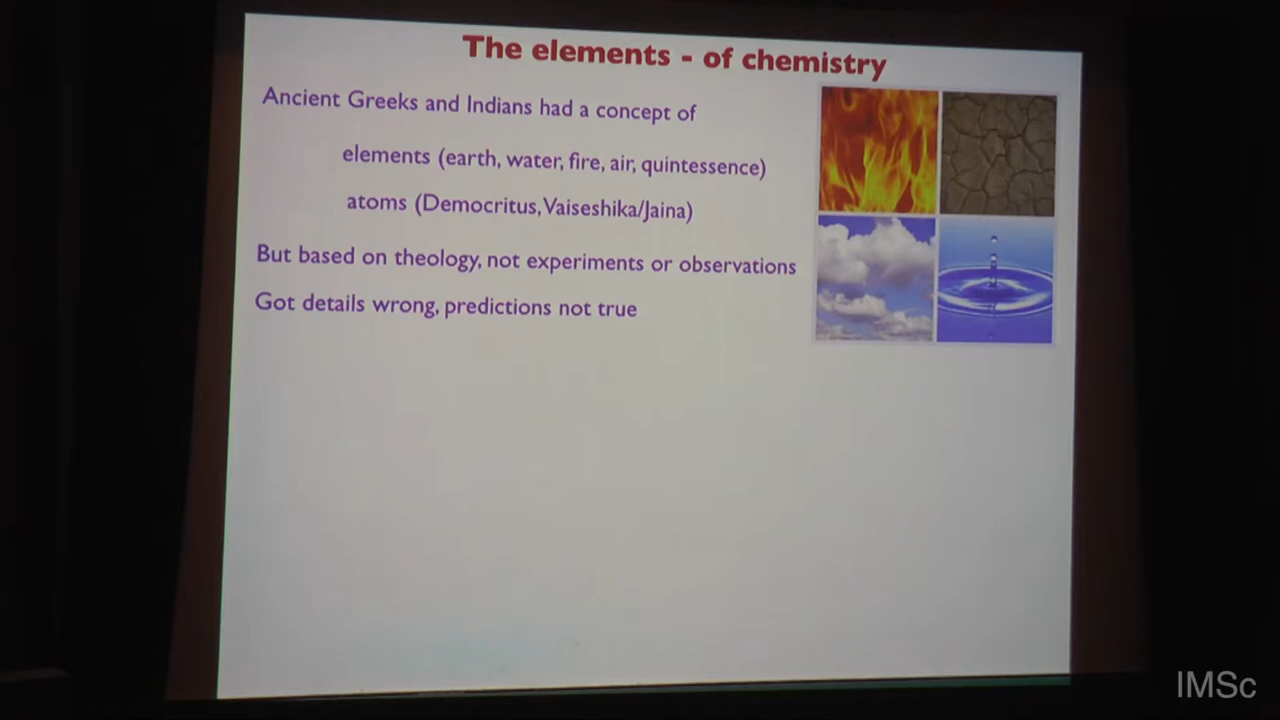 The elements - of chemistry
Ancient Greeks and Indians had a concept of
elements (earth, water, fire, air, quintessence)
atoms (Democritus, Vaiseshika/Jaina)
But based on theology, not experiments or observations
Got details wrong, predictions not true
IMSc